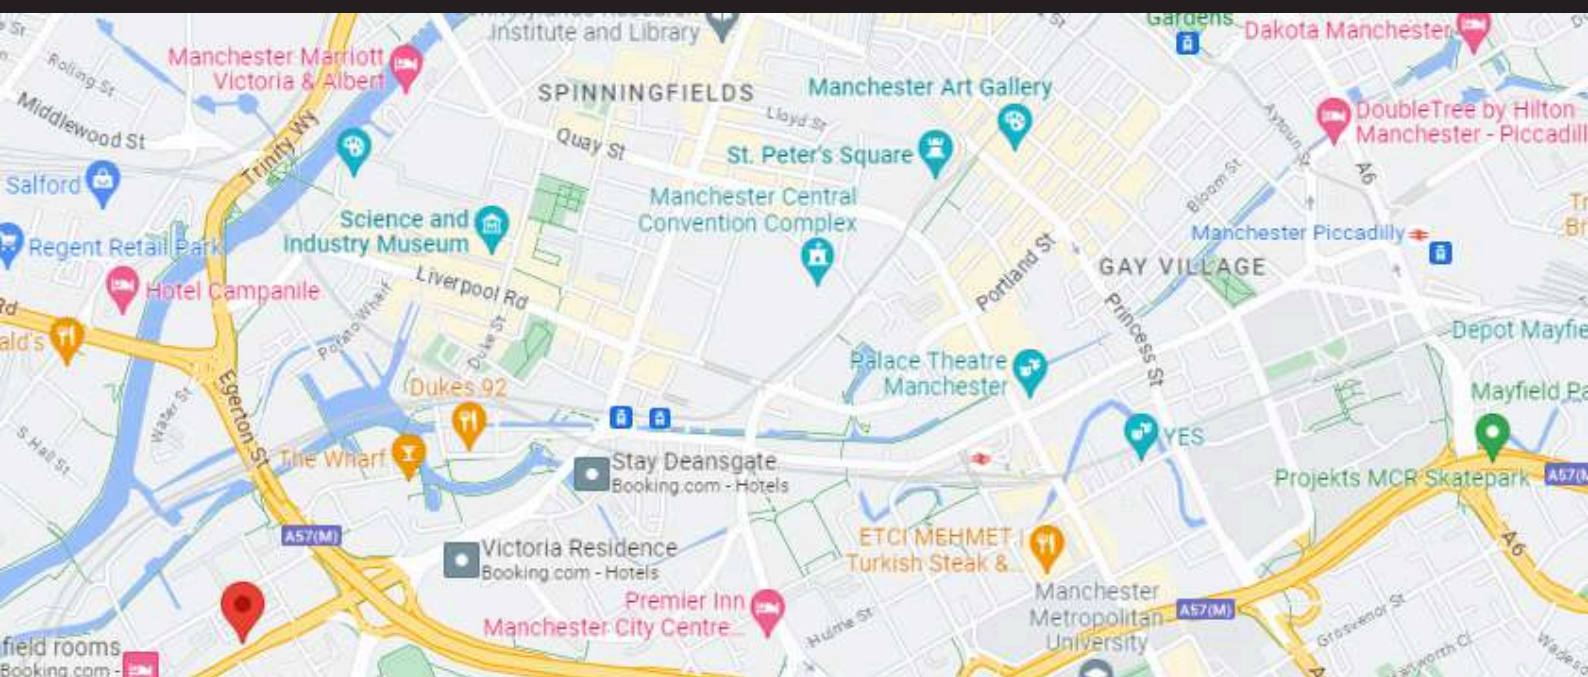 Institute and Library
Gardens
Dakota Manchester
Manchester Marriott
Victoria & Albert
Rolling St
Middlewood St
SPINNINGFIELDS
Manchester Art Gallery
Lloyd St
Aytoun St
DoubleTree by Hilton
Manchester - Piccadill
Trinity Wy
Quay St
St. Peter's Square
A6
Salford
Manchester Central
Convention Complex
Bloom St
Science and
Industry Museum
Regent Retail Park
Manchester Piccadilly
Portland St
GAY VILLAGE
Liverpool Rd
Hotel Campanile
Rd
Potato Wharf
Duke St
Princess St
Depot Mayfie
ald's
Palace Theatre
Manchester
Egerton St
Dukes 92
Mayfield Pa
Water St
S Hall St
YES
The Wharf
Stay Deansgate
Booking.com - Hotels
Projekts MCR Skatepark
A57(M)
A57(M)
ETCI MEHMET |
Turkish Steak &...
A6
Victoria Residence
Booking.com - Hotels
Manchester
Metropolitan
University
A57(M)
Premier Inn
Manchester City Centre...
Hulme St
Grosvenor St
field rooms
Booking.com -